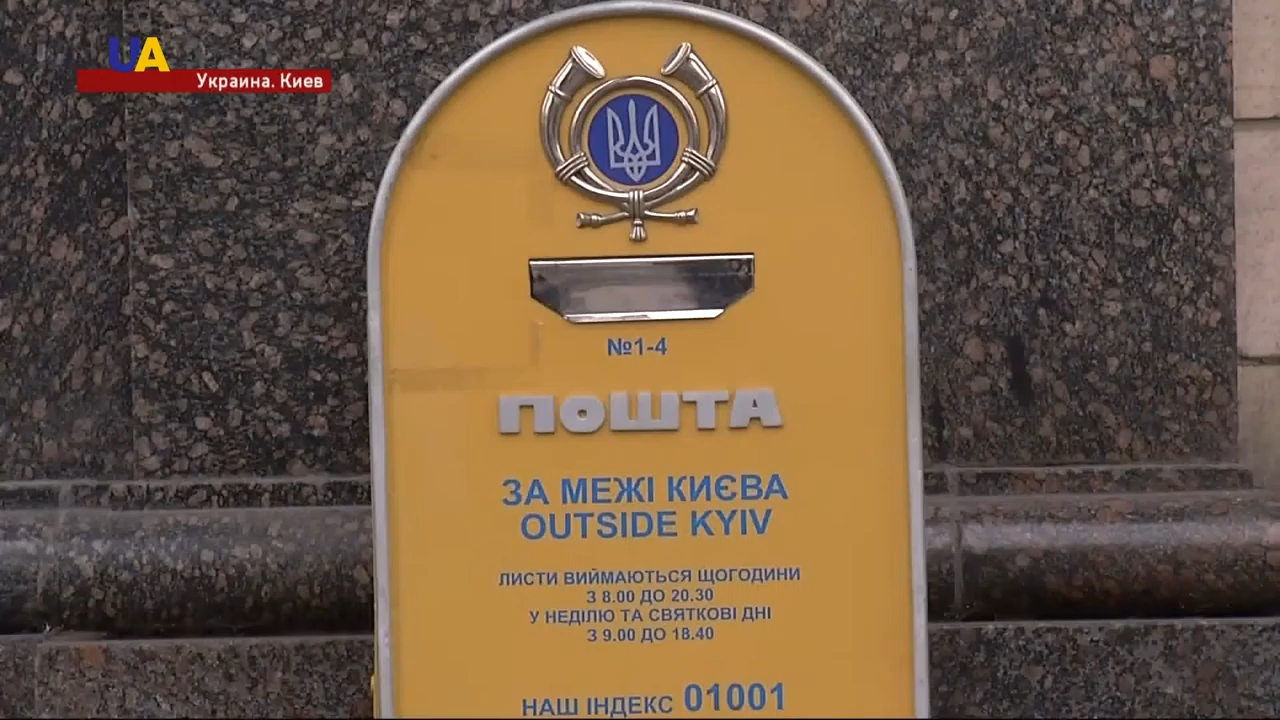 UA
Украина. Киев
№1-4
ПОШТА
ЗА МЕЖІ КИЄВА
OUTSIDE KYIV
ЛИСТИ ВИЙМАЮТЬСЯ ЩОГОДИНИ
З 8.00 ДО 20.30
У НЕДІЛЮ ТА СВЯТКОВІ ДНІ
З 9.00 ДО 18.40
НАШ ІНДЕКС 01001